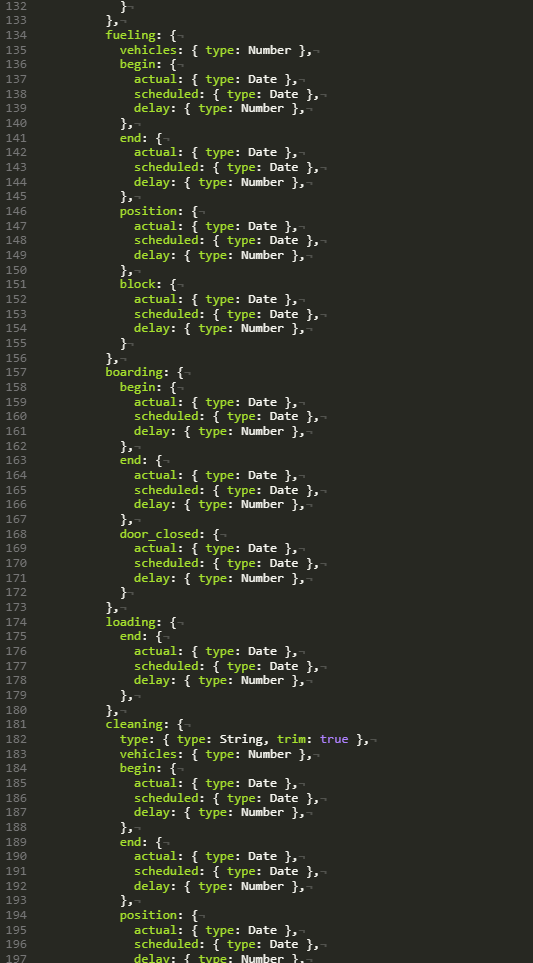 132 }¬
133 },¬
134 fueling: {¬
135 vehicles: { type: Number },¬
136 begin: {¬
137 actual: { type: Date },¬
138 scheduled: { type: Date },¬
139 delay: { type: Number },¬
140 },¬
141 end: {¬
142 actual: { type: Date },¬
143 scheduled: { type: Date },¬
144 delay: { type: Number },¬
145 },¬
146 position: {¬
147 actual: { type: Date },¬
148 scheduled: { type: Date },¬
149 delay: { type: Number },¬
150 },¬
151 block: {¬
152 actual: { type: Date },¬
153 scheduled: { type: Date },¬
154 delay: { type: Number },¬
155 }¬
156 },¬
157 boarding: {¬
158 begin: {¬
159 actual: { type: Date },¬
160 scheduled: { type: Date },¬
161 delay: { type: Number },¬
162 },¬
163 end: {¬
164 actual: { type: Date },¬
165 scheduled: { type: Date },¬
166 delay: { type: Number },¬
167 },¬
168 door_closed: {¬
169 actual: { type: Date },¬
170 scheduled: { type: Date },¬
171 delay: { type: Number },¬
172 }¬
173 },¬
174 loading: {¬
175 end: {¬
176 actual: { type: Date },¬
177 scheduled: { type: Date },¬
178 delay: { type: Number },¬
179 },¬
180 },¬
181 cleaning: {¬
182 type: { type: String, trim: true },¬
183 vehicles: { type: Number },¬
184 begin: {¬
185 actual: { type: Date },¬
186 scheduled: { type: Date },¬
187 delay: { type: Number },¬
188 },¬
189 end: {¬
190 actual: { type: Date },¬
191 scheduled: { type: Date },¬
192 delay: { type: Number },¬
193 },¬
194 position: {¬
195 actual: { type: Date },¬
196 scheduled: { type: Date },¬
197 delay: { type: Number },¬